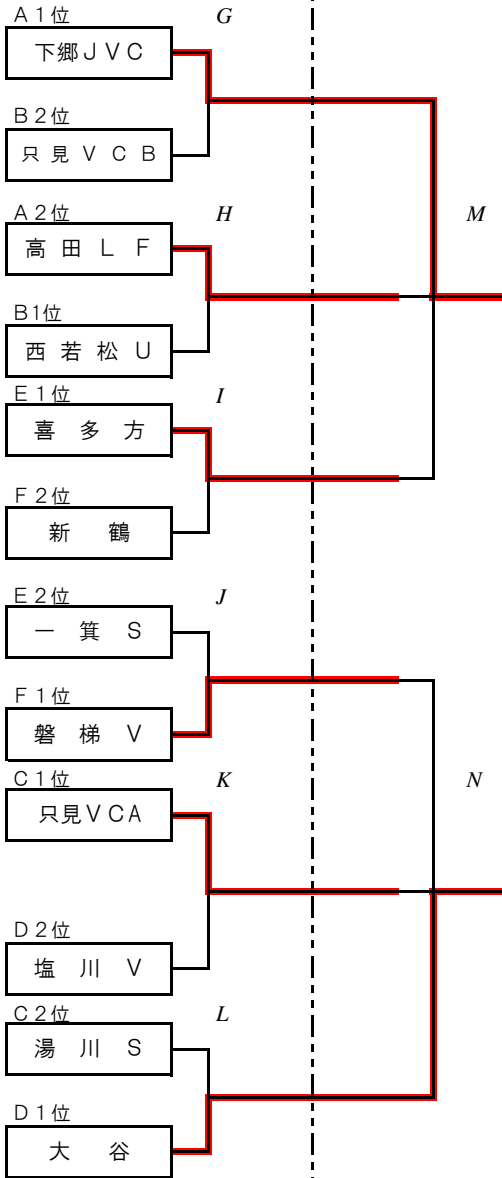 A１位
G
下郷ＪＶＣ
B２位
只見ＶＣＢ
A２位
H
M
高田ＬＦ
B1位
西若松Ｕ
E１位
I
喜多方
F２位
新鶴
E２位
J
一箕Ｓ
F１位
磐梯Ｖ
C１位
K
N
只見ＶＣA
D２位
塩川Ｖ
C２位
L
湯川Ｓ
D１位
大谷